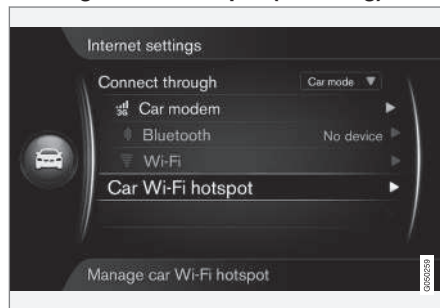 Internet settings
Connect through Car mode
3G Car modem
Bluetooth No device
Wi-Fi
Car Wi-Fi hotspot
Manage car Wi-Fi hotspot
G050259